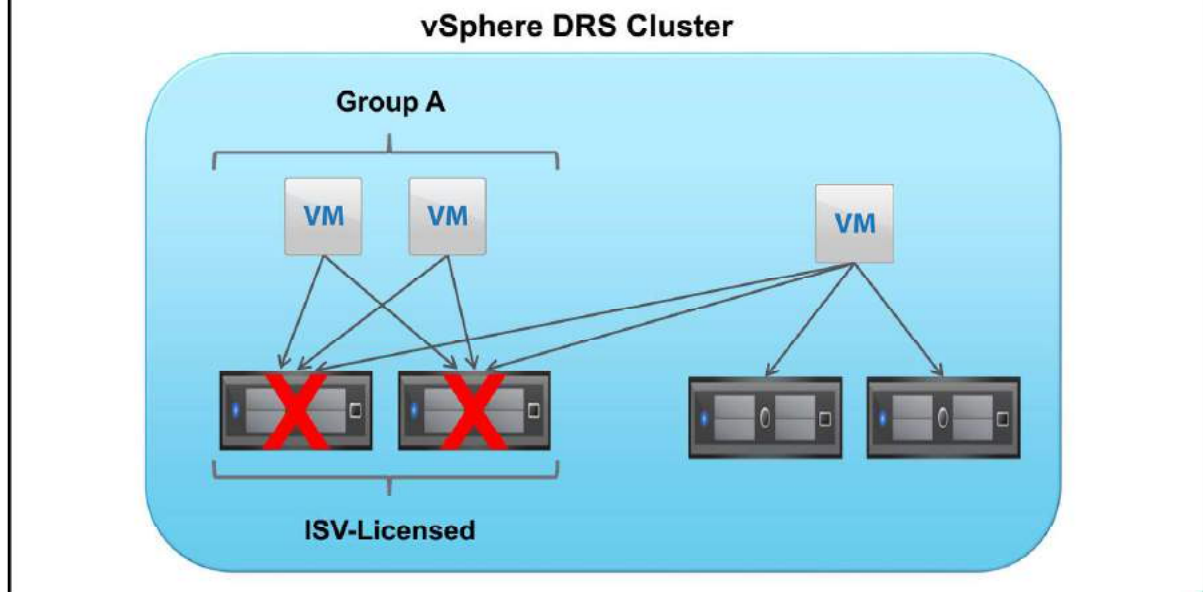 vSphere DRS Cluster
Group A
VM VM VM
X X
ISV-Licensed